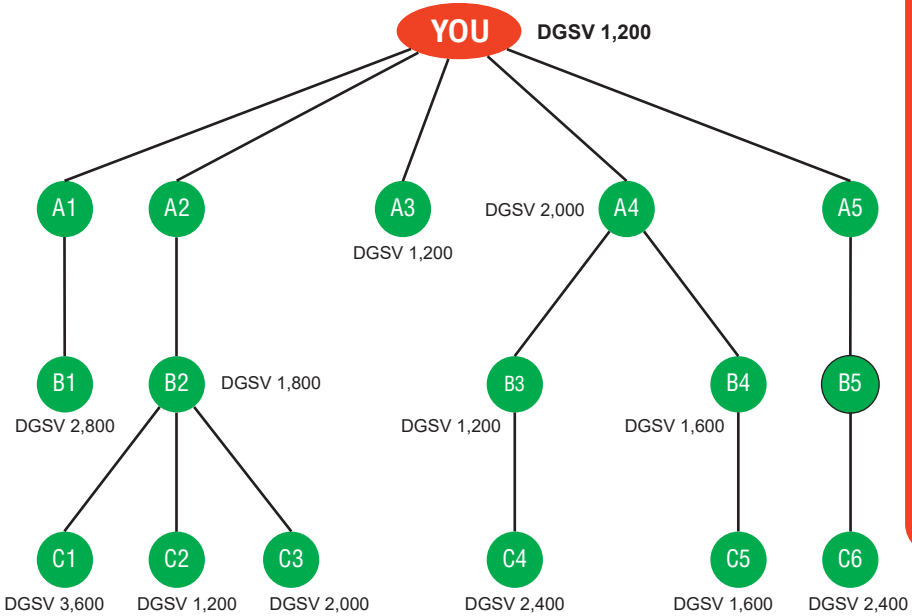 YOU DGSV 1,200
A1 A2 A3 DGSV 2,000 A4 A5
DGSV 1,200
B1 B2 DGSV 1,800 B3 B4 B5
DGSV 2,800 DGSV 1,200 DGSV 1,600
C1 C2 C3 C4 C5 C6
DGSV 3,600 DGSV 1,200 DGSV 2,000 DGSV 2,400 DGSV 1,600 DGSV 2,400